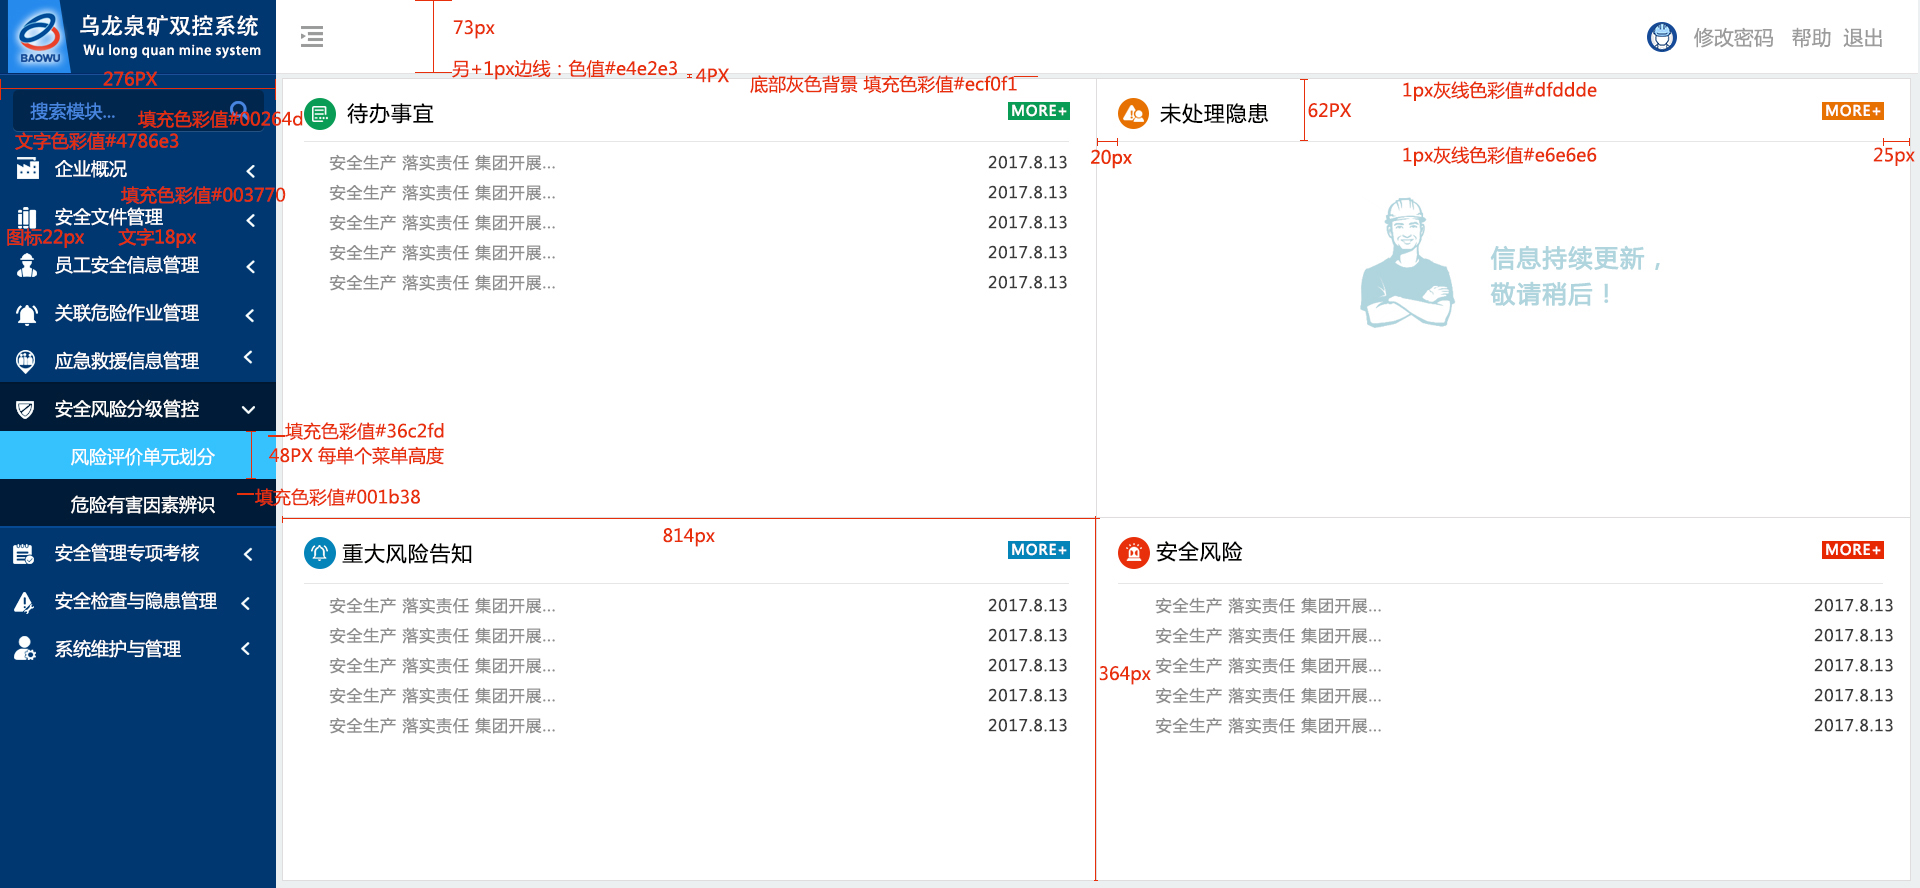 乌龙泉矿双控系统
Wu long quan mine system
BAOWU
73px
修改密码 帮助 退出
另+1px边线：色值#e4e2e3
4PX
底部灰色背景 填充色彩值#ecf0f1
276PX
搜索模块...
填充色彩值#00264d
文字色彩值#4786e3
企业概况
填充色彩值#003770
安全文件管理
图标22px 文字18px
员工安全信息管理
关联危险作业管理
应急救援信息管理
安全风险分级管控
填充色彩值#36c2fd
风险评价单元划分
48PX 每单个菜单高度
危险有害因素辨识
填充色彩值#001b38
安全管理专项考核
安全检查与隐患管理
系统维护与管理
待办事宜
MORE+
安全生产 落实责任 集团开展... 2017.8.13
安全生产 落实责任 集团开展... 2017.8.13
安全生产 落实责任 集团开展... 2017.8.13
安全生产 落实责任 集团开展... 2017.8.13
安全生产 落实责任 集团开展... 2017.8.13
未处理隐患
62PX
1px灰线色彩值#dfddde
MORE+
20px
1px灰线色彩值#e6e6e6
25px
信息持续更新，
敬请稍后！
814px
重大风险告知
MORE+
安全生产 落实责任 集团开展... 2017.8.13
安全生产 落实责任 集团开展... 2017.8.13
安全生产 落实责任 集团开展... 2017.8.13
安全生产 落实责任 集团开展... 2017.8.13
安全生产 落实责任 集团开展... 2017.8.13
364px
安全风险
MORE+
安全生产 落实责任 集团开展... 2017.8.13
安全生产 落实责任 集团开展... 2017.8.13
安全生产 落实责任 集团开展... 2017.8.13
安全生产 落实责任 集团开展... 2017.8.13
安全生产 落实责任 集团开展... 2017.8.13